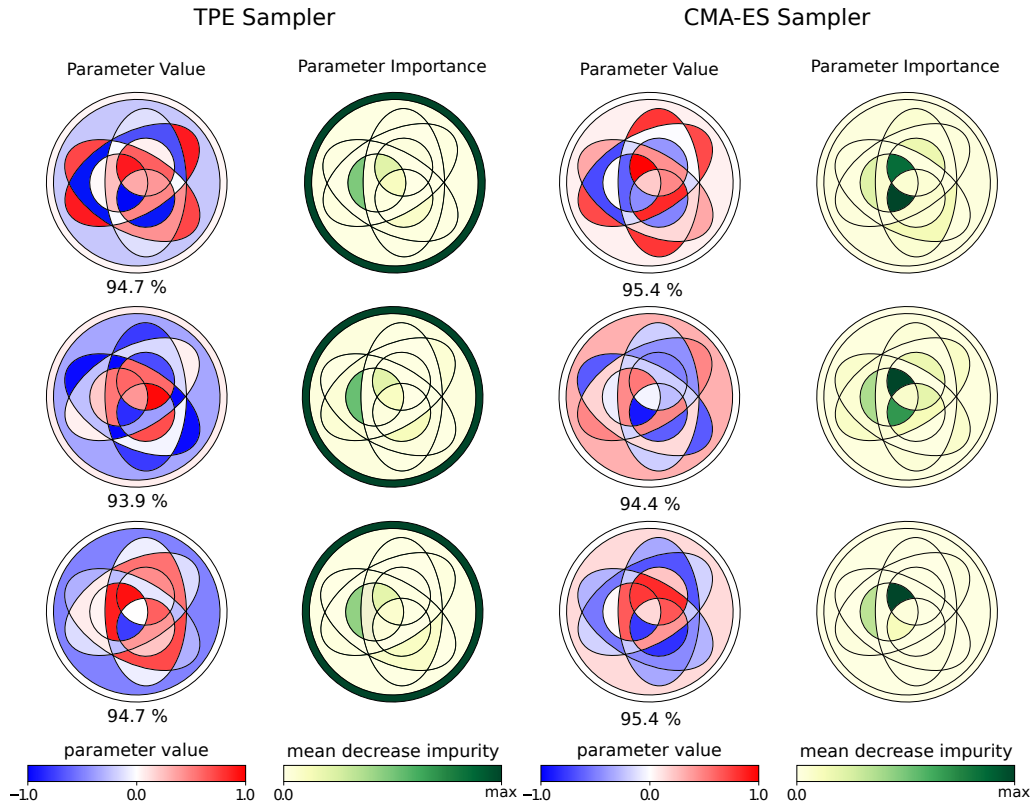 TPE Sampler
CMA-ES Sampler
Parameter Value
Parameter Importance
Parameter Value
Parameter Importance
94.7 %
95.4 %
93.9 %
94.4 %
94.7 %
95.4 %
parameter value
mean decrease impurity
parameter value
mean decrease impurity
−1.0 0.0 1.0
0.0 max
−1.0 0.0 1.0
0.0 max